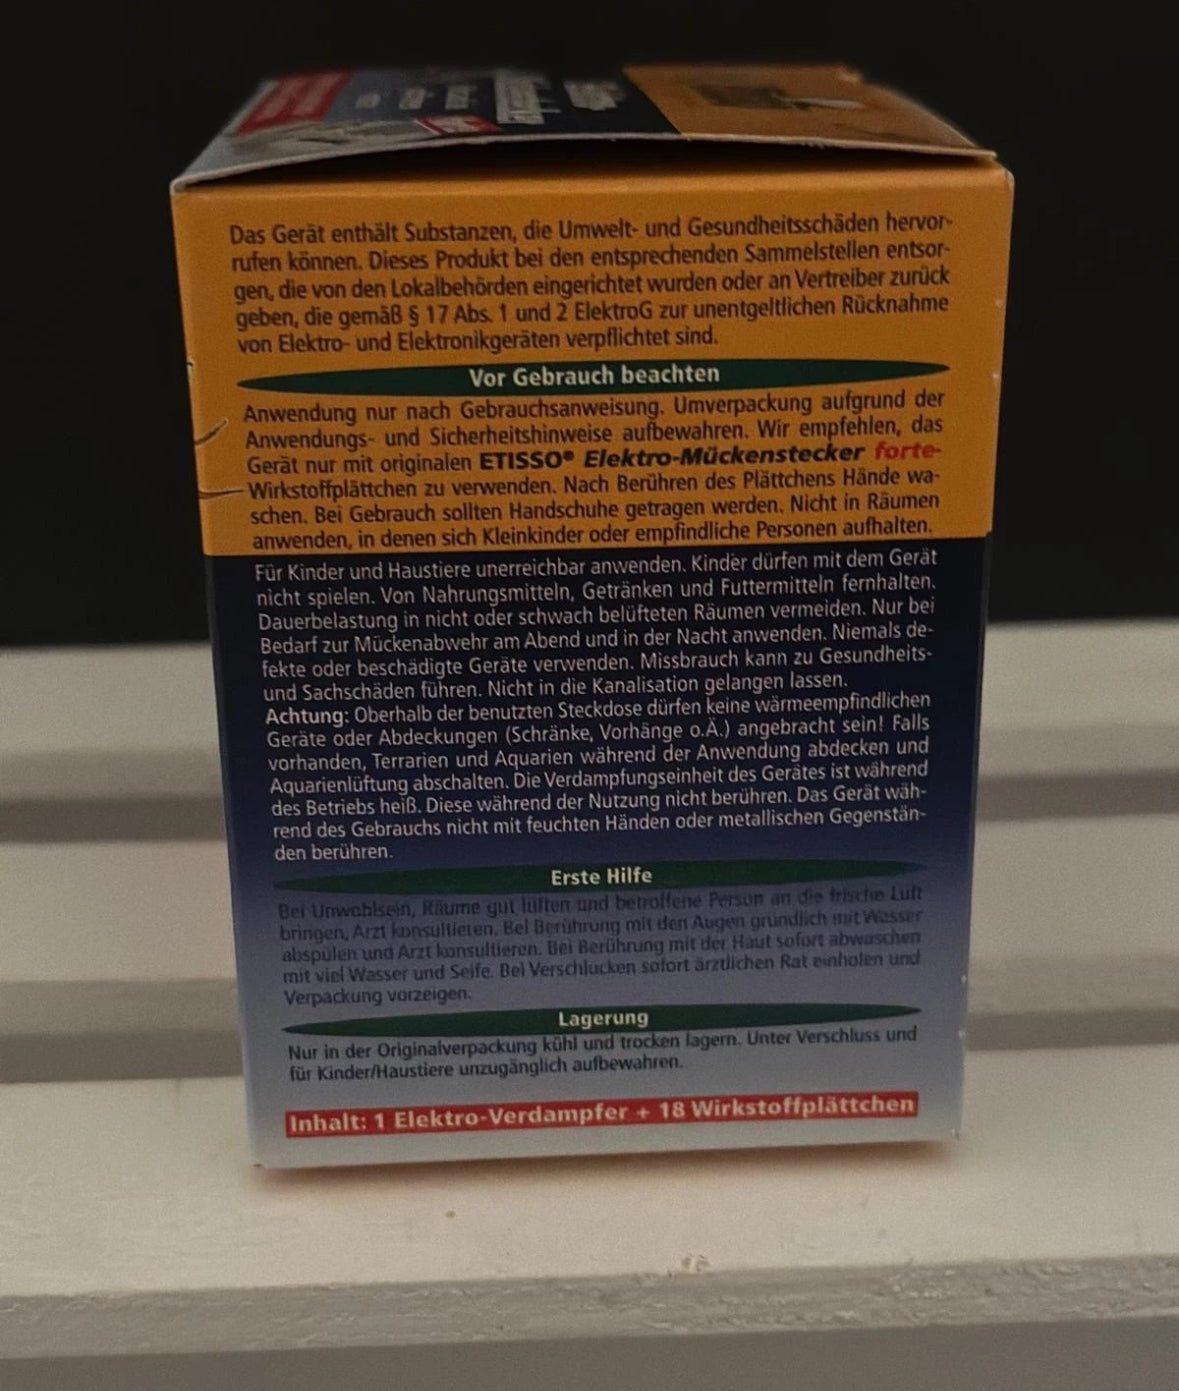 Das Gerät enthält Substanzen, die Umwelt- und Gesundheitsschäden hervor-
rufen können. Dieses Produkt bei den entsprechenden Sammelstellen entsor-
gen, die von den Lokalbehörden eingerichtet wurden oder an Vertreiber zurück
geben, die gemäß § 17 Abs. 1 und 2 ElektroG zur unentgeltlichen Rücknahme
von Elektro- und Elektronikgeräten verpflichtet sind.
Vor Gebrauch beachten
Anwendung nur nach Gebrauchsanweisung. Umverpackung aufgrund der
Anwendungs- und Sicherheitshinweise aufbewahren. Wir empfehlen, das
Gerät nur mit originalen ETISSO® Elektro-Mückenstecker forte-
Wirkstoffplättchen zu verwenden. Nach Berühren des Plättchens Hände wa-
schen. Bei Gebrauch sollten Handschuhe getragen werden. Nicht in Räumen
anwenden, in denen sich Kleinkinder oder empfindliche Personen aufhalten.
Für Kinder und Haustiere unerreichbar anwenden. Kinder dürfen mit dem Gerät
nicht spielen. Von Nahrungsmitteln, Getränken und Futtermitteln fernhalten.
Dauerbelastung in nicht oder schwach belüfteten Räumen vermeiden. Nur bei
Bedarf zur Mückenabwehr am Abend und in der Nacht anwenden. Niemals de-
fekte oder beschädigte Geräte verwenden. Missbrauch kann zu Gesundheits-
und Sachschäden führen. Nicht in die Kanalisation gelangen lassen.
Achtung: Oberhalb der benutzten Steckdose dürfen keine wärmeempfindlichen
Geräte oder Abdeckungen (Schränke, Vorhänge o.Ä.) angebracht sein! Falls
vorhanden, Terrarien und Aquarien während der Anwendung abdecken und
Aquarienlüftung abschalten. Die Verdampfungseinheit des Gerätes ist während
des Betriebs heiß. Diese während der Nutzung nicht berühren. Das Gerät wäh-
rend des Gebrauchs nicht mit feuchten Händen oder metallischen Gegenstän-
den berühren.
Erste Hilfe
Bei Unwohlsein, Räume gut lüften und betroffene Person an die frische Luft
bringen, Arzt konsultieren. Bei Berührung mit den Augen gründlich mit Wasser
abspülen und Arzt konsultieren. Bei Berührung mit der Haut sofort abwaschen
mit viel Wasser und Seife. Bei Verschlucken sofort ärztlichen Rat einholen und
Verpackung vorzeigen.
Lagerung
Nur in der Originalverpackung kühl und trocken lagern. Unter Verschluss und
für Kinder/Haustiere unzugänglich aufbewahren.
Inhalt: 1 Elektro-Verdampfer + 18 Wirkstoffplättchen